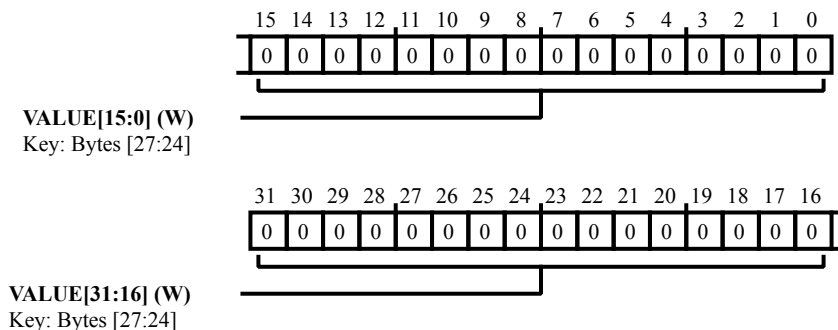 15 14 13 12 11 10 9 8 7 6 5 4 3 2 1 0
0 0 0 0 0 0 0 0 0 0 0 0 0 0 0 0
VALUE[15:0] (W)
Key: Bytes [27:24]
31 30 29 28 27 26 25 24 23 22 21 20 19 18 17 16
0 0 0 0 0 0 0 0 0 0 0 0 0 0 0 0
VALUE[31:16] (W)
Key: Bytes [27:24]